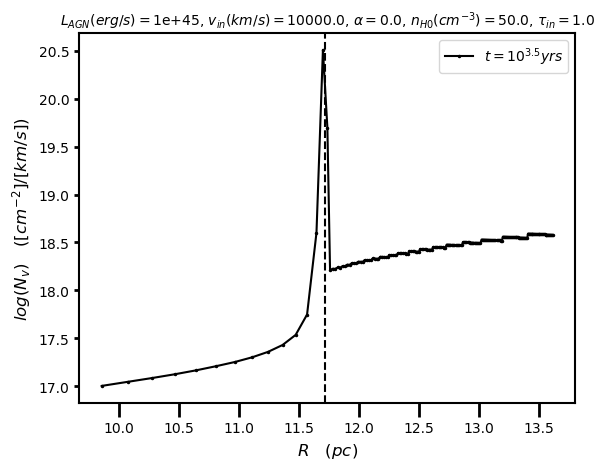 L_AGN(erg/s) = 1e+45, v_in(km/s) = 10000.0, α = 0.0, n_H0(cm⁻³) = 50.0, τ_in = 1.0
t = 10^3.5 yrs
20.5
20.0
19.5
19.0
18.5
18.0
17.5
17.0
log(N_v) ([cm⁻²]/[km/s])
10.0 10.5 11.0 11.5 12.0 12.5 13.0 13.5
R (pc)